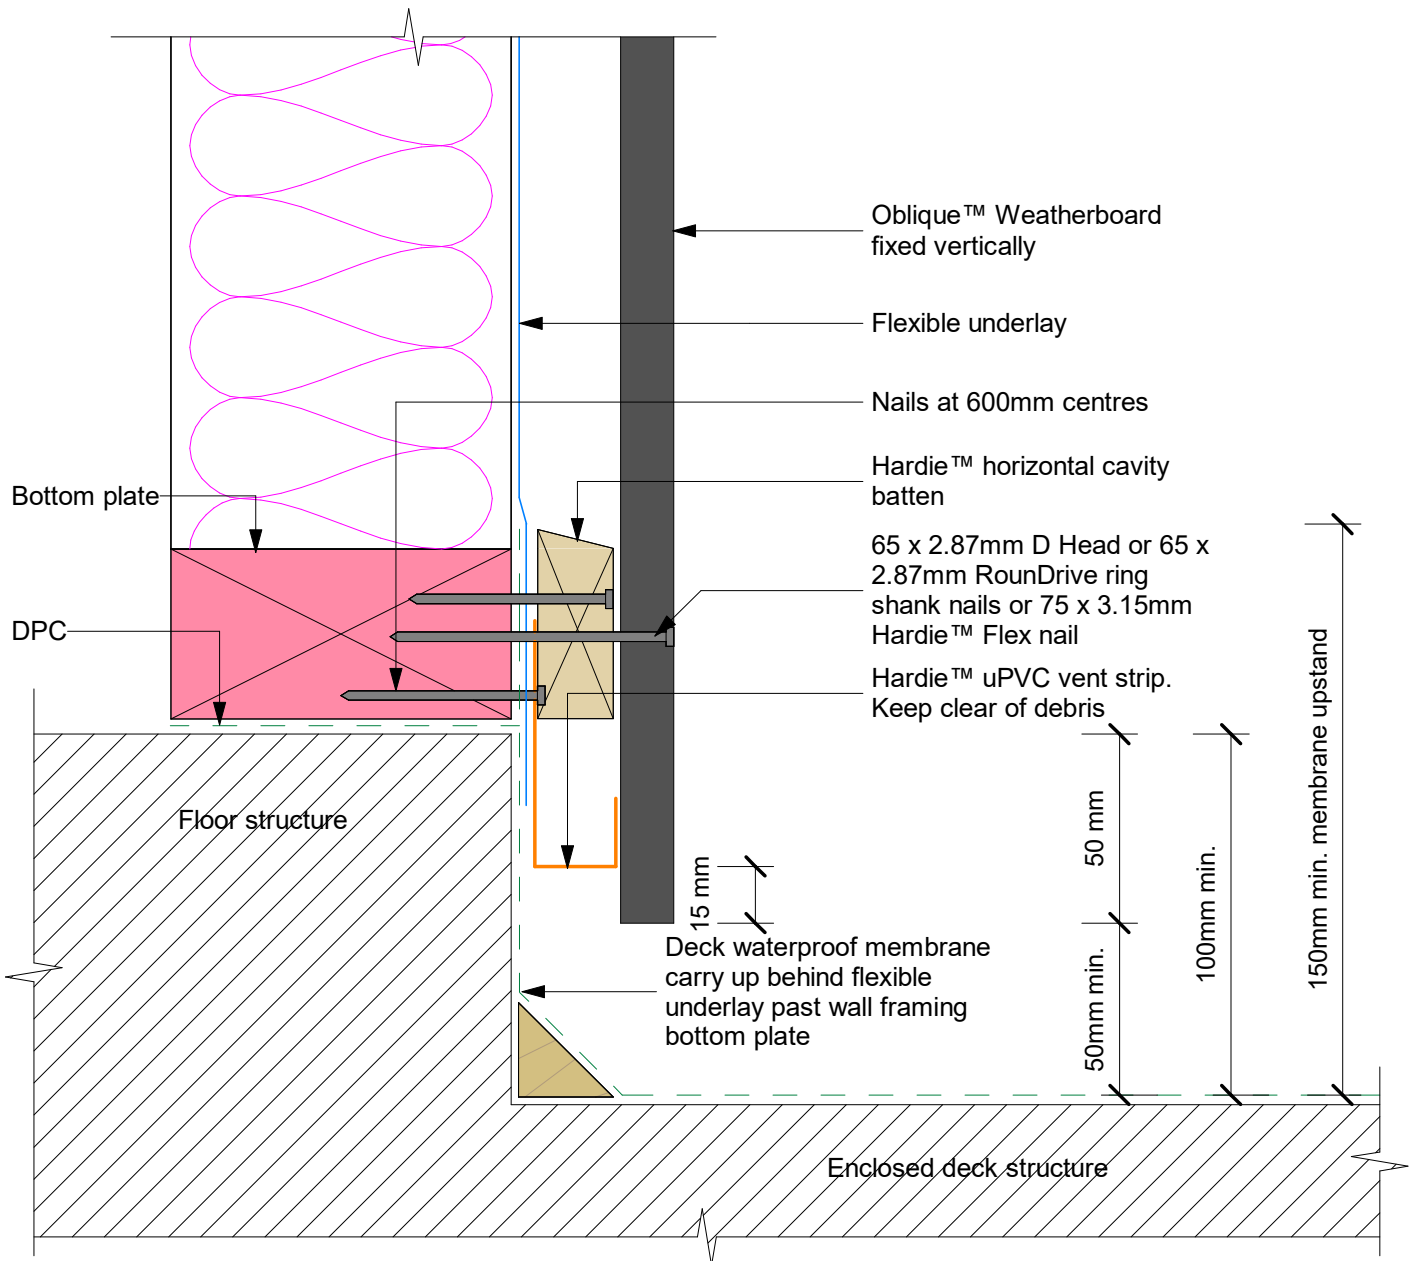 Oblique™ Weatherboard
fixed vertically
Flexible underlay
Nails at 600mm centres
Hardie™ horizontal cavity
batten
Bottom plate
65 x 2.87mm D Head or 65 x
2.87mm RounDrive ring
shank nails or 75 x 3.15mm
Hardie™ Flex nail
DPC
Hardie™ uPVC vent strip.
Keep clear of debris
Floor structure
15 mm
50 mm
50mm min.
100mm min.
150mm min. membrane upstand
Deck waterproof membrane
carry up behind flexible
underlay past wall framing
bottom plate
Enclosed deck structure